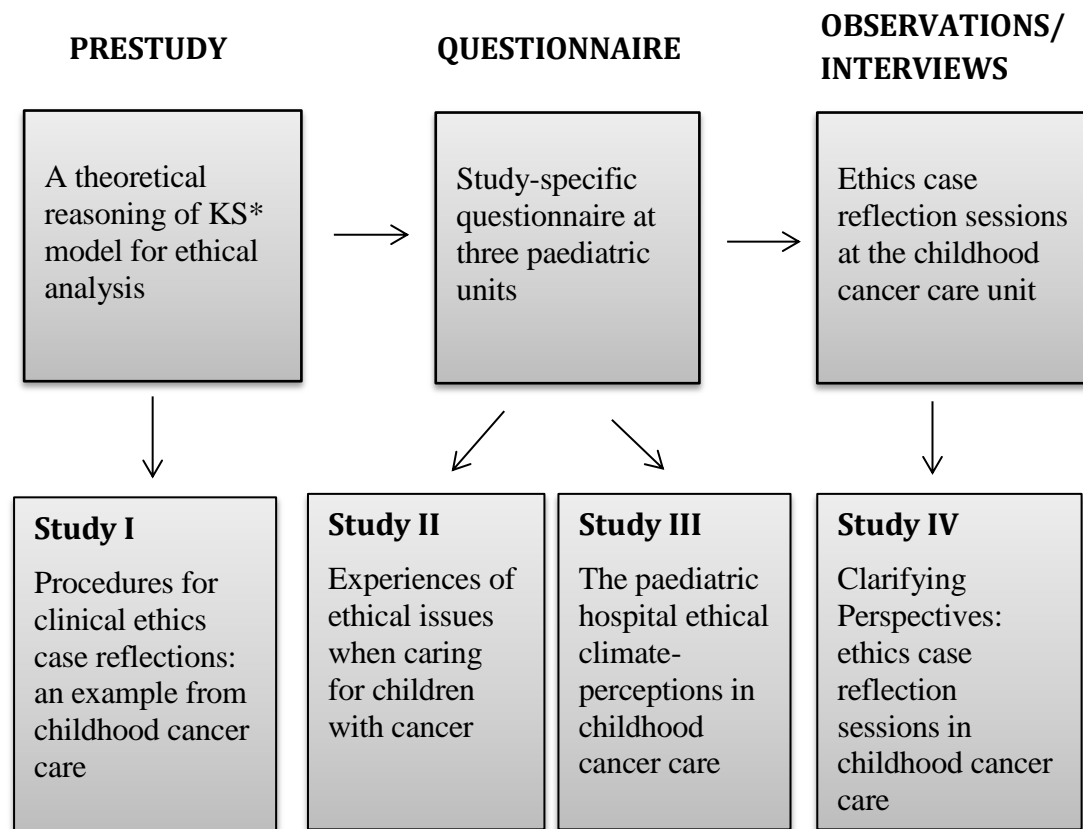 PRESTUDY
QUESTIONNAIRE
OBSERVATIONS/
INTERVIEWS
A theoretical
reasoning of KS*
model for ethical
analysis
Study-specific
questionnaire at
three paediatric
units
Ethics case
reflection sessions
at the childhood
cancer care unit
Study I
Procedures for
clinical ethics
case reflections:
an example from
childhood cancer
care
Study II
Experiences of
ethical issues
when caring
for children
with cancer
Study III
The paediatric
hospital ethical
climate-
perceptions in
childhood
cancer care
Study IV
Clarifying
Perspectives:
ethics case
reflection
sessions in
childhood cancer
care